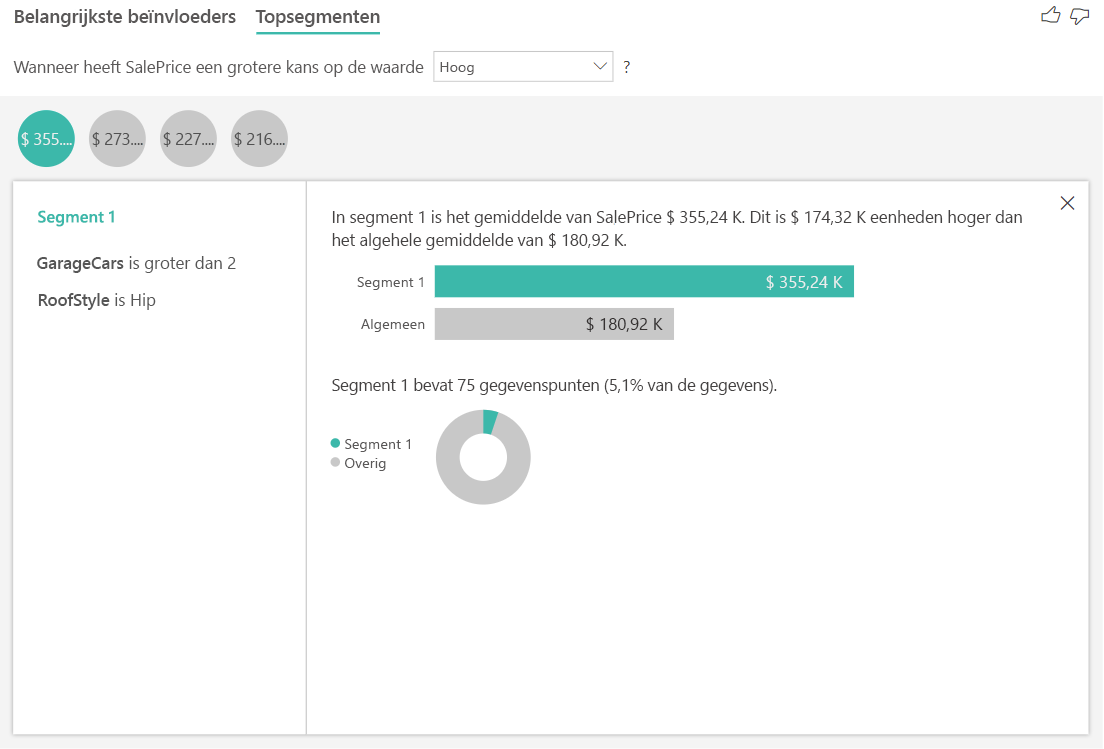 Belangrijkste beïnvloeders Topsegmenten
Wanneer heeft SalePrice een grotere kans op de waarde Hoog ?
$ 355.... $ 273.... $ 227.... $ 216....
Segment 1
GarageCars is groter dan 2
RoofStyle is Hip
In segment 1 is het gemiddelde van SalePrice $ 355,24 K. Dit is $ 174,32 K eenheden hoger dan
het algehele gemiddelde van $ 180,92 K.
Segment 1 $ 355,24 K
Algemeen $ 180,92 K
Segment 1 bevat 75 gegevenspunten (5,1% van de gegevens).
Segment 1
Overig